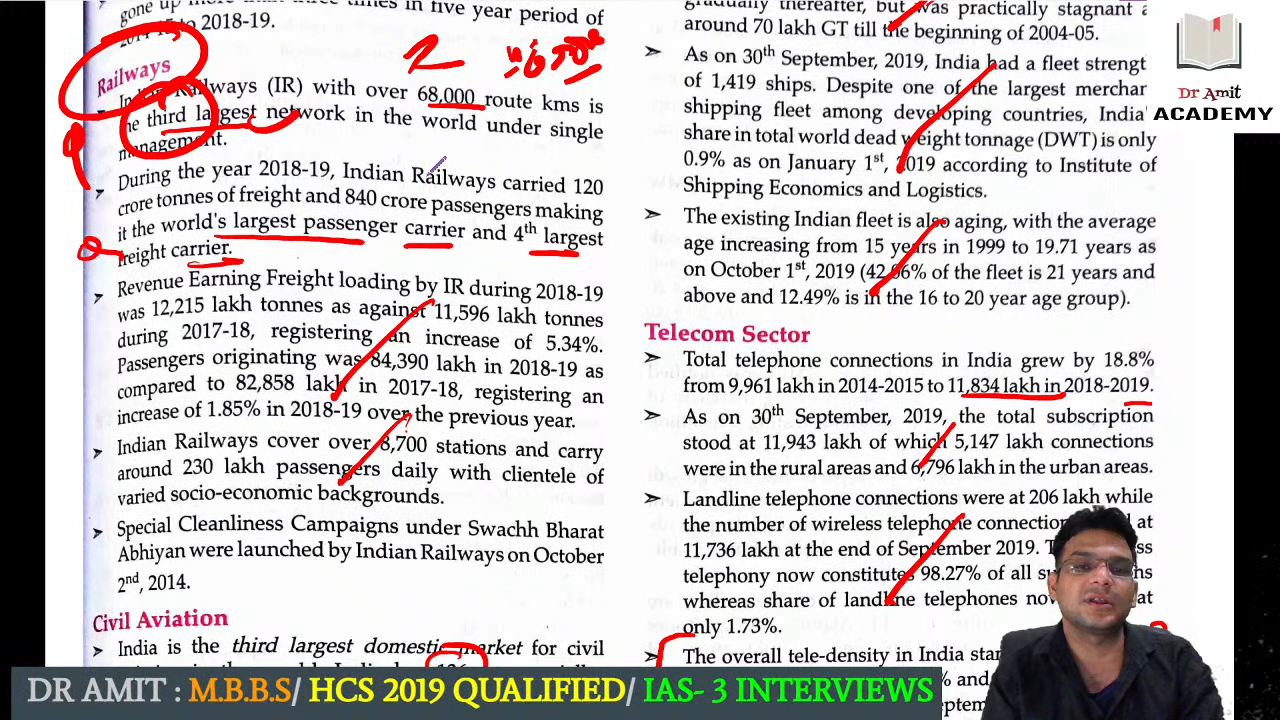 gone up more than three times in five year period of
2014-15 to 2018-19.
Railways
Indian Railways (IR) with over 68,000 route kms is
the third largest network in the world under single
management.
➤ During the year 2018-19, Indian Railways carried 120
crore tonnes of freight and 840 crore passengers making
it the world's largest passenger carrier and 4th largest
freight carrier.
➤ Revenue Earning Freight loading by IR during 2018-19
was 12,215 lakh tonnes as against 11,596 lakh tonnes
during 2017-18, registering an increase of 5.34%.
Passengers originating was 84,390 lakh in 2018-19 as
compared to 82,858 lakh in 2017-18, registering an
increase of 1.85% in 2018-19 over the previous year.
➤ Indian Railways cover over 8,700 stations and carry
around 230 lakh passengers daily with clientele of
varied socio-economic backgrounds.
➤ Special Cleanliness Campaigns under Swachh Bharat
Abhiyan were launched by Indian Railways on October
2nd, 2014.
Civil Aviation
➤ India is the third largest domestic market for civil
gradually thereafter, but was practically stagnant
around 70 lakh GT till the beginning of 2004-05.
➤ As on 30th September, 2019, India had a fleet strengt
of 1,419 ships. Despite one of the largest merchan
shipping fleet among developing countries, India'
share in total world dead weight tonnage (DWT) is only
0.9% as on January 1st, 2019 according to Institute of
Shipping Economics and Logistics.
➤ The existing Indian fleet is also aging, with the average
age increasing from 15 years in 1999 to 19.71 years as
on October 1st, 2019 (42.06% of the fleet is 21 years and
above and 12.49% is in the 16 to 20 year age group).
Telecom Sector
➤ Total telephone connections in India grew by 18.8%
from 9,961 lakh in 2014-2015 to 11,834 lakh in 2018-2019.
➤ As on 30th September, 2019, the total subscription
stood at 11,943 lakh of which 5,147 lakh connections
were in the rural areas and 6,796 lakh in the urban areas.
➤ Landline telephone connections were at 206 lakh while
the number of wireless telephone connection at
11,736 lakh at the end of September 2019.
telephony now constitutes 98.27% of all
whereas share of landline telephones at
only 1.73%.
➤ The overall tele-density in India
% and
Dr Amit
ACADEMY
DR AMIT : M.B.B.S/ HCS 2019 QUALIFIED/ IAS- 3 INTERVIEWS